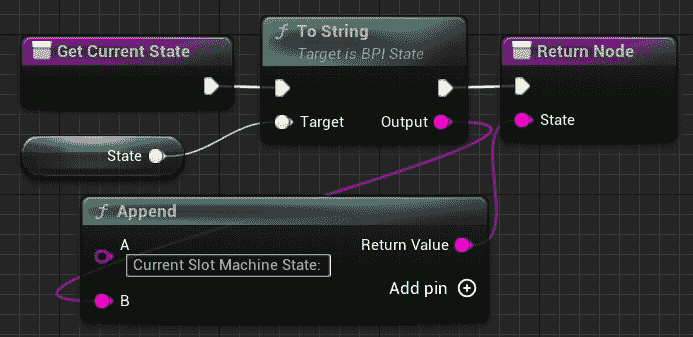 Get Current State
f To String
Target is BPI State
Return Node
Target
Output
State
State
f Append
A
Current Slot Machine State:
Return Value
Add pin
B